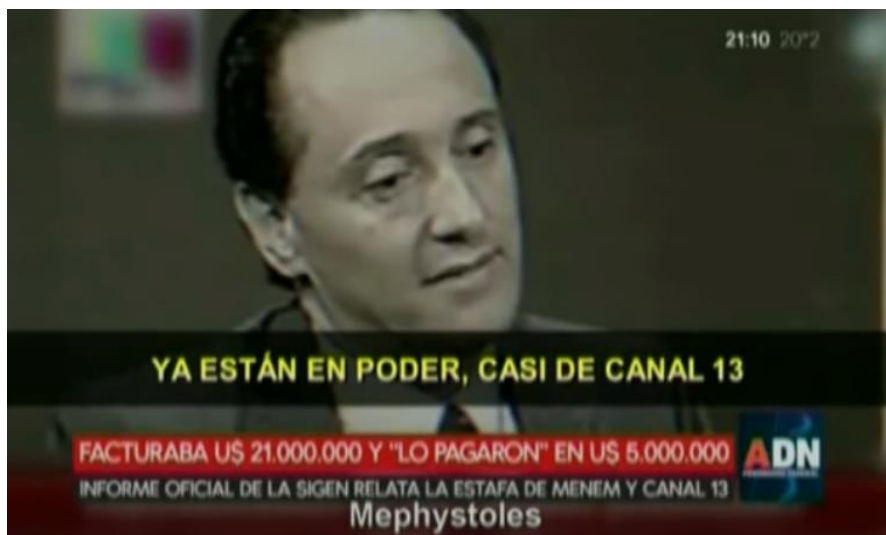 21:10 20°2
YA ESTÁN EN PODER, CASI DE CANAL 13
FACTURABA U$ 21.000.000 Y "LO PAGARON" EN U$ 5.000.000
ADN
INFORME OFICIAL DE LA SIGEN RELATA LA ESTAFA DE MENEM Y CANAL 13
Mephystoles